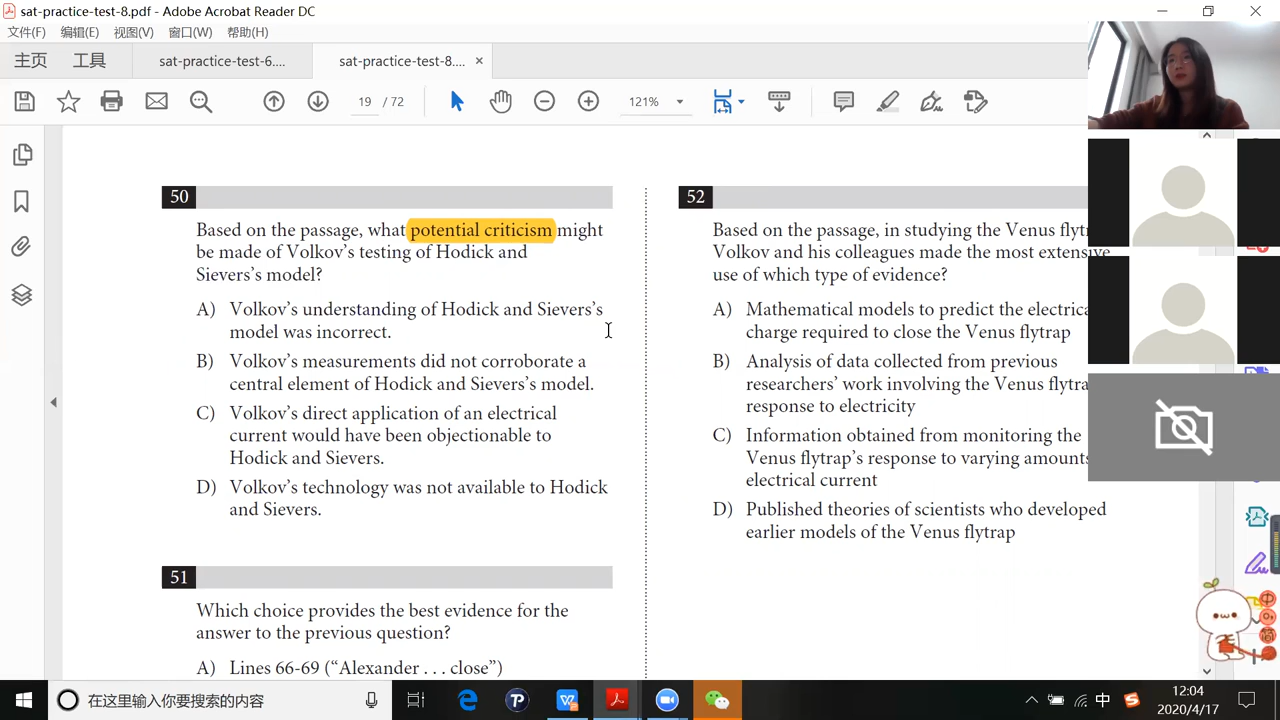 sat-practice-test-8.pdf - Adobe Acrobat Reader DC
文件(F) 编辑(E) 视图(V) 窗口(W) 帮助(H)
主页 工具 sat-practice-test-6.... sat-practice-test-8.... ×
19 / 72 121%
50
Based on the passage, what potential criticism might
be made of Volkov's testing of Hodick and
Sievers's model?
A) Volkov's understanding of Hodick and Sievers's
model was incorrect.
B) Volkov's measurements did not corroborate a
central element of Hodick and Sievers's model.
C) Volkov's direct application of an electrical
current would have been objectionable to
Hodick and Sievers.
D) Volkov's technology was not available to Hodick
and Sievers.
51
Which choice provides the best evidence for the
answer to the previous question?
A) Lines 66-69 (“Alexander . . . close”)
52
Based on the passage, in studying the Venus flytr
Volkov and his colleagues made the most extensive
use of which type of evidence?
A) Mathematical models to predict the electrica
charge required to close the Venus flytrap
B) Analysis of data collected from previous
researchers' work involving the Venus flytra
response to electricity
C) Information obtained from monitoring the
Venus flytrap's response to varying amounts
electrical current
D) Published theories of scientists who developed
earlier models of the Venus flytrap
中
简
在这里输入你要搜索的内容
中
12:04
2020/4/17